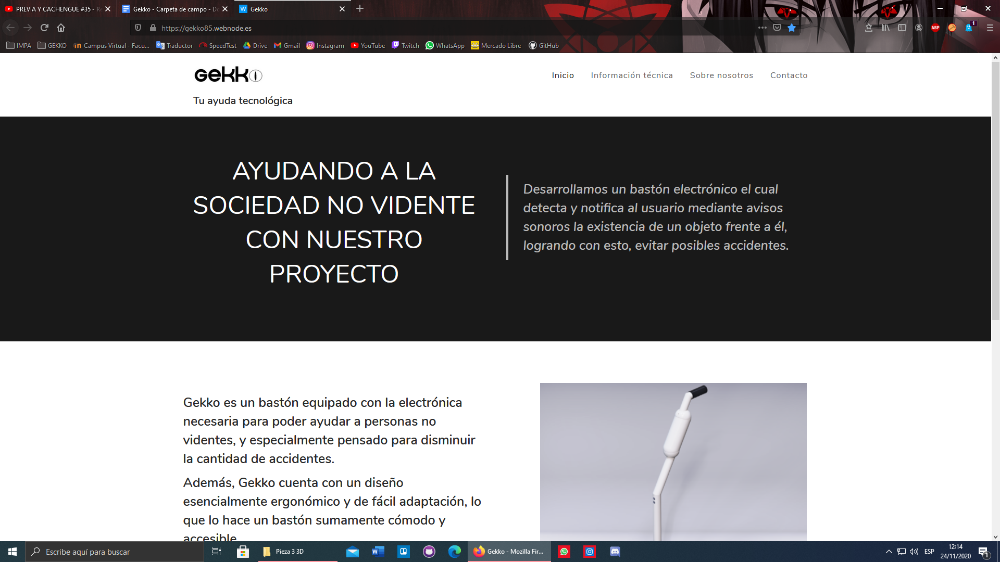 PREVIA Y CACHENGUE #35 - R
Gekko - Carpeta de campo - Do
Gekko
https://gekko85.webnode.es
1
IMPA
GEKKO
Campus Virtual - Facu...
Traductor
SpeedTest
Drive
Gmail
Instagram
YouTube
Twitch
WhatsApp
Mercado Libre
GitHub
ABP
Gekko
Tu ayuda tecnológica
Inicio
Información técnica
Sobre nosotros
Contacto
AYUDANDO A LA
SOCIEDAD NO VIDENTE
CON NUESTRO
PROYECTO
Desarrollamos un bastón electrónico el cual
detecta y notifica al usuario mediante avisos
sonoros la existencia de un objeto frente a él,
logrando con esto, evitar posibles accidentes.
Gekko es un bastón equipado con la electrónica
necesaria para poder ayudar a personas no
videntes, y especialmente pensado para disminuir
la cantidad de accidentes.
Además, Gekko cuenta con un diseño
esencialmente ergonómico y de fácil adaptación, lo
que lo hace un bastón sumamente cómodo y
accesible
Escribe aquí para buscar
Pieza 3 3D
Gekko - Mozilla Fir...
ESP
12:14
24/11/2020
1